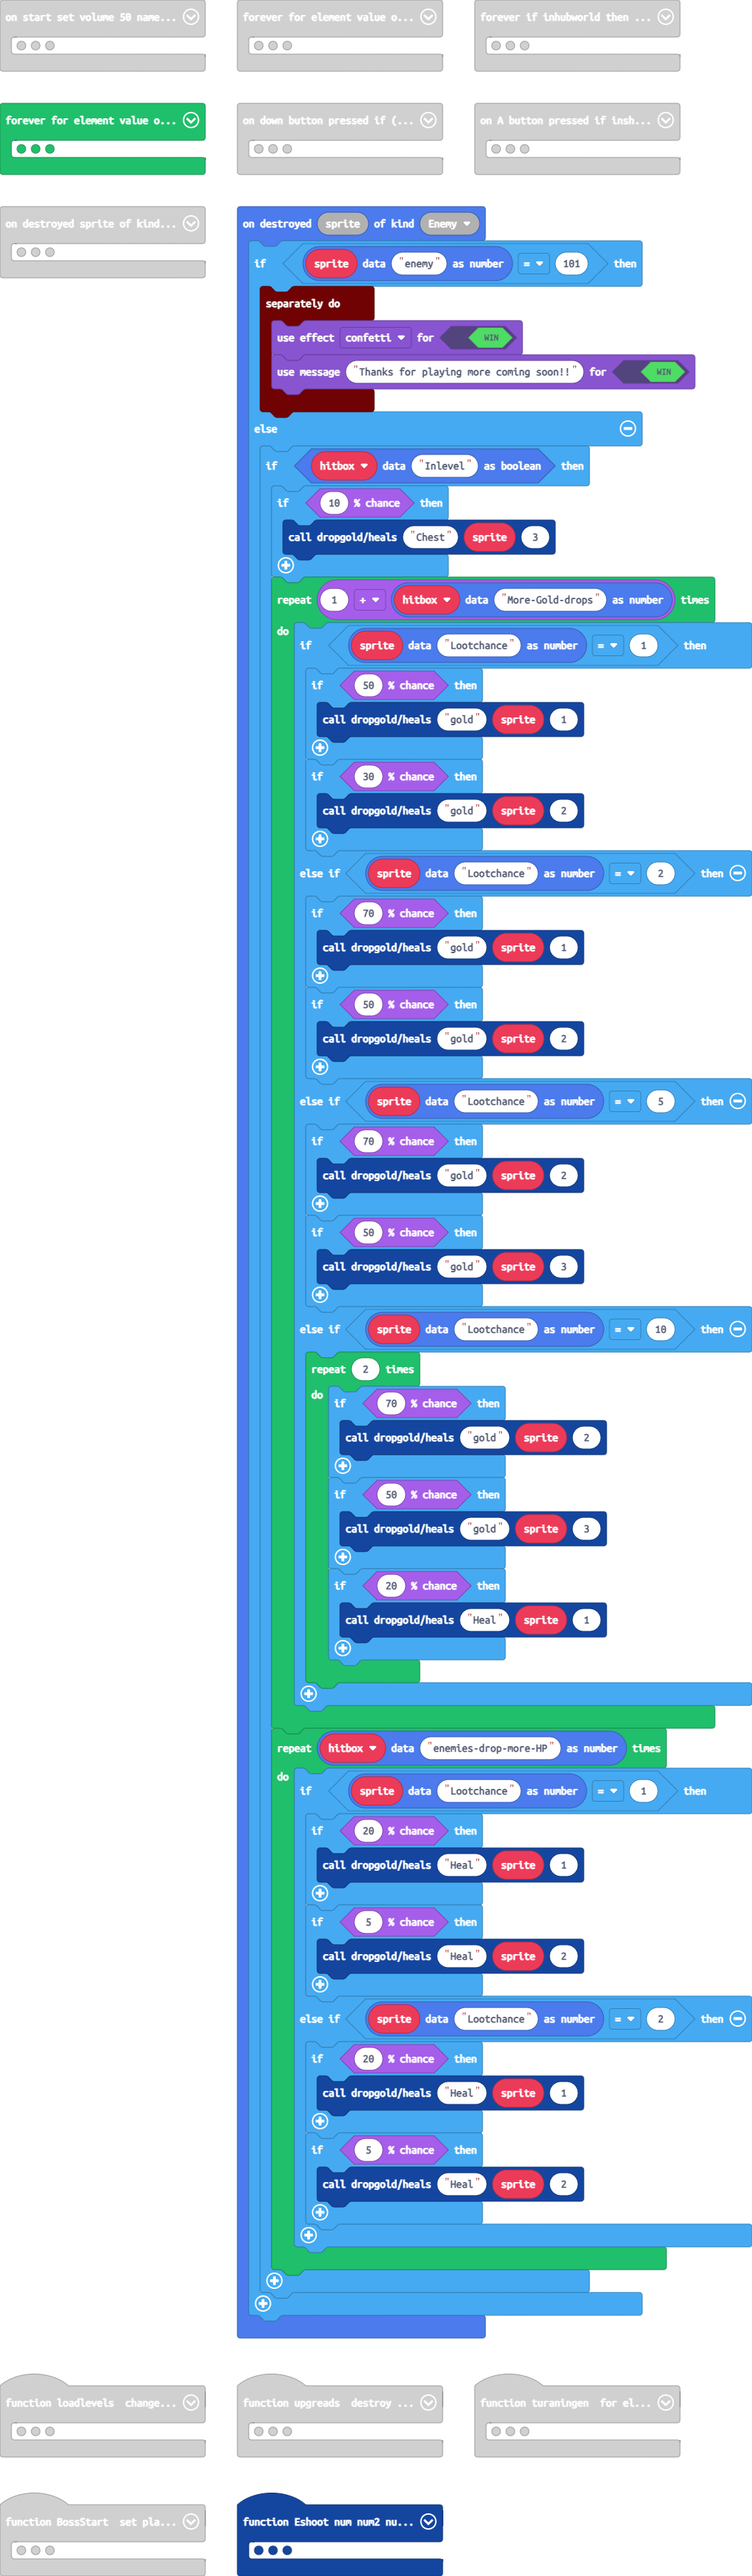 on start set volume 50 name...
forever for element value o...
forever if inhubworld then ...
forever for element value o...
on down button pressed if (...
on A button pressed if insh...
on destroyed sprite of kind...
on destroyed sprite of kind Enemy
if sprite data "enemy" as number = 101 then
separately do
use effect confetti for WIN
use message "Thanks for playing more coming soon!!" for WIN
else
if hitbox data "Inlevel" as boolean then
if 10 % chance then
call dropgold/heals "Chest" sprite 3
repeat 1 + hitbox data "More-Gold-drops" as number times
do if sprite data "Lootchance" as number = 1 then
if 50 % chance then
call dropgold/heals "gold" sprite 1
if 30 % chance then
call dropgold/heals "gold" sprite 2
else if sprite data "Lootchance" as number = 2 then
if 70 % chance then
call dropgold/heals "gold" sprite 1
if 50 % chance then
call dropgold/heals "gold" sprite 2
else if sprite data "Lootchance" as number = 5 then
if 70 % chance then
call dropgold/heals "gold" sprite 2
if 50 % chance then
call dropgold/heals "gold" sprite 3
else if sprite data "Lootchance" as number = 10 then
repeat 2 times
do if 70 % chance then
call dropgold/heals "gold" sprite 2
if 50 % chance then
call dropgold/heals "gold" sprite 3
if 20 % chance then
call dropgold/heals "Heal" sprite 1
repeat hitbox data "enemies-drop-more-HP" as number times
do if sprite data "Lootchance" as number = 1 then
if 20 % chance then
call dropgold/heals "Heal" sprite 1
if 5 % chance then
call dropgold/heals "Heal" sprite 2
else if sprite data "Lootchance" as number = 2 then
if 20 % chance then
call dropgold/heals "Heal" sprite 1
if 5 % chance then
call dropgold/heals "Heal" sprite 2
function loadlevels change...
function upgreads destroy ...
function turaningen for el...
function BossStart set pla...
function Eshoot num num2 nu...